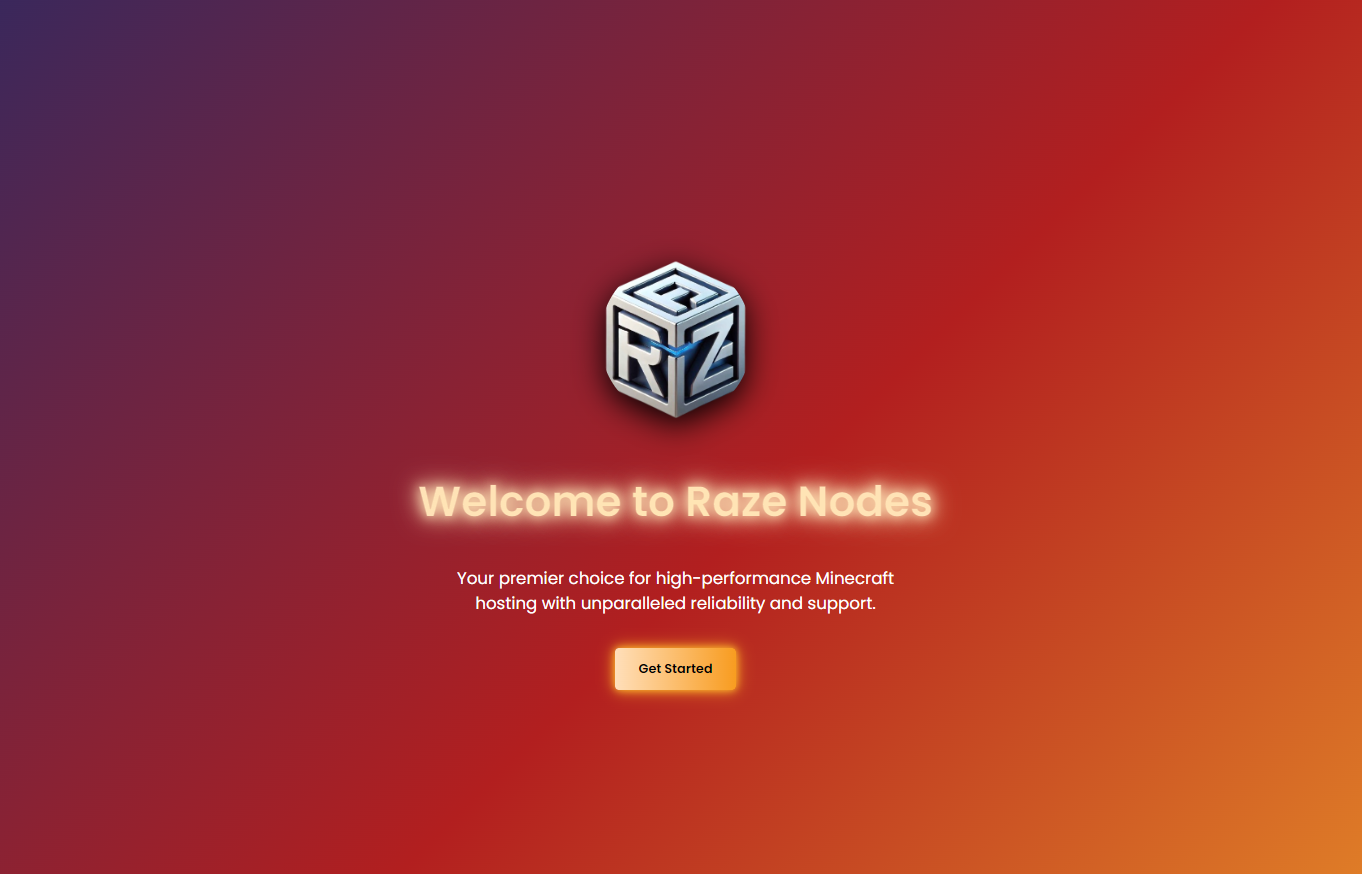 R
R Z
Welcome to Raze Nodes
Your premier choice for high-performance Minecraft
hosting with unparalleled reliability and support.
Get Started